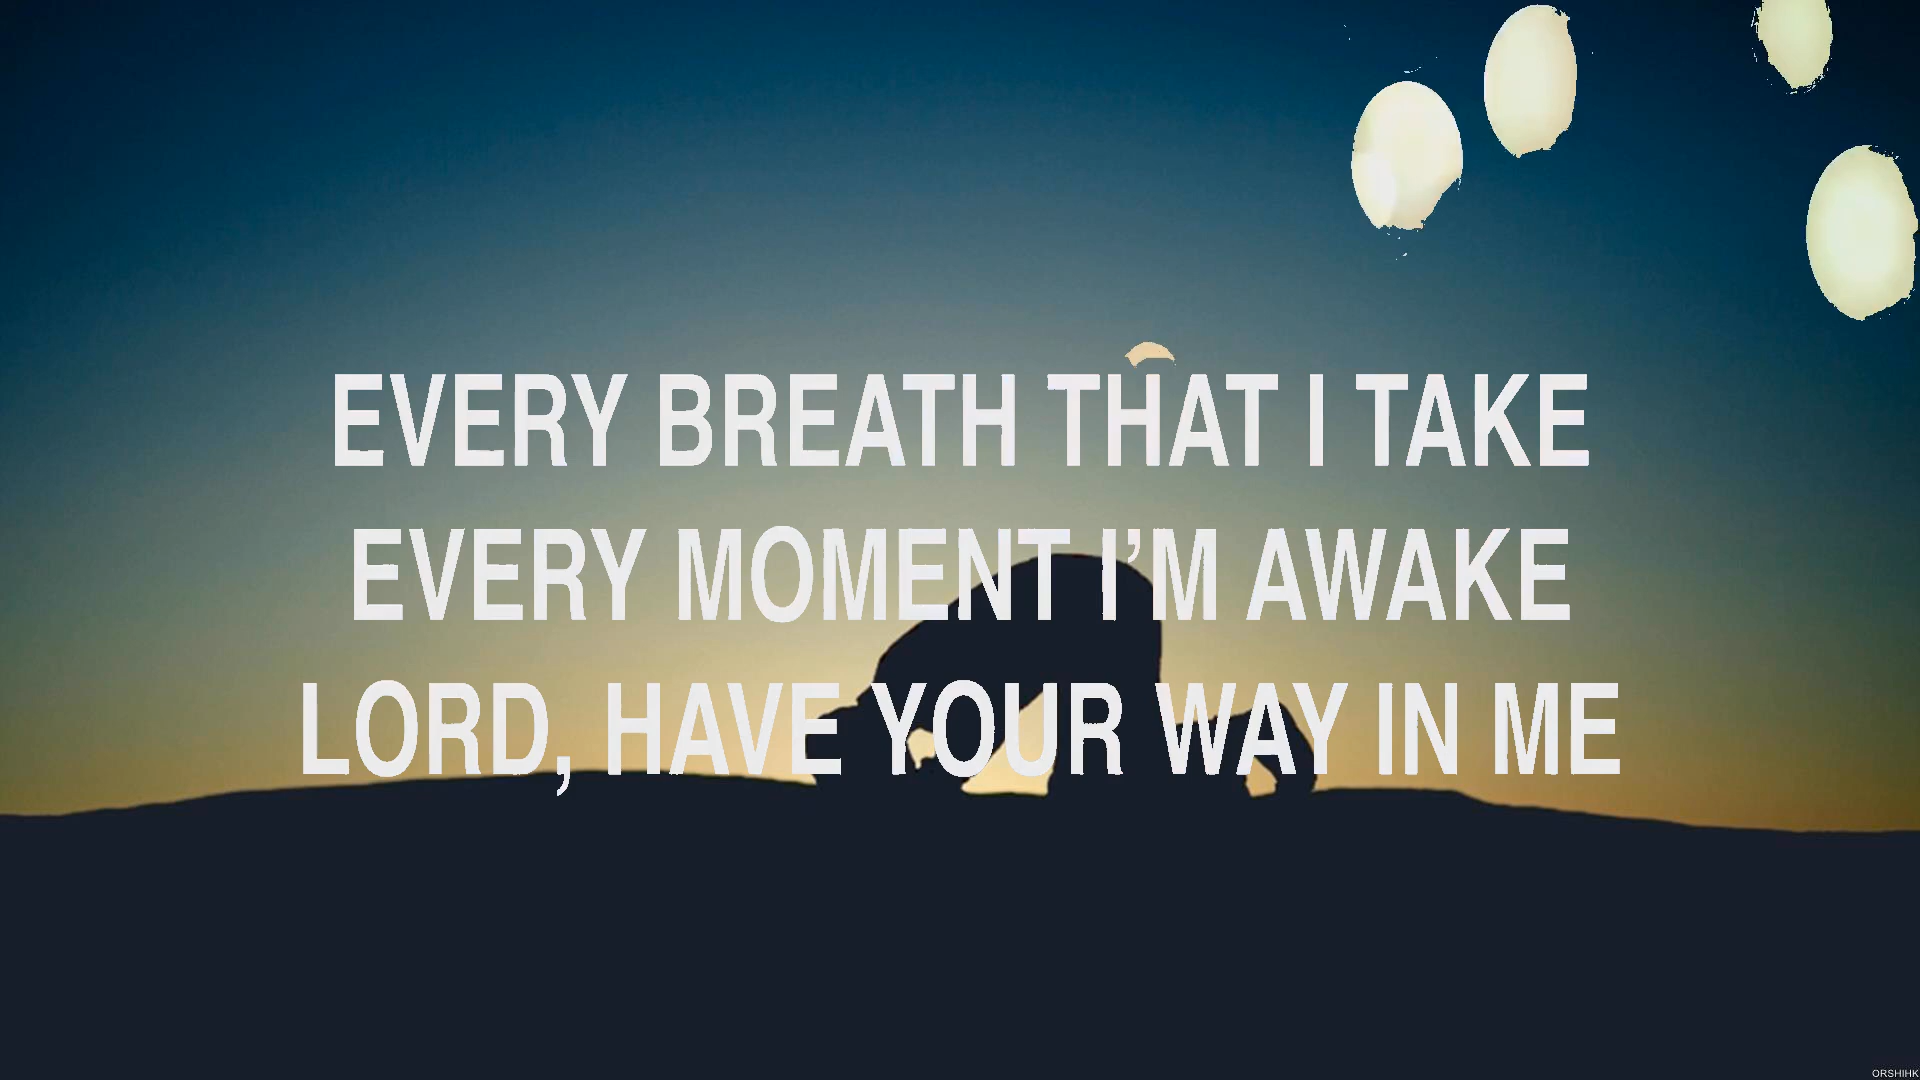 EVERY BREATH THAT I TAKE
EVERY MOMENT I’M AWAKE
LORD, HAVE YOUR WAY IN ME
ORSHIHK